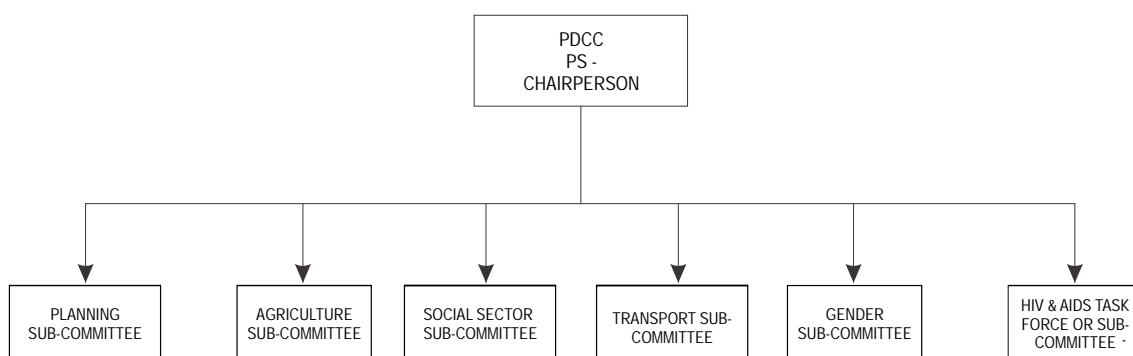 PDCC
PS -
CHAIRPERSON
PLANNING
SUB-COMMITTEE
AGRICULTURE
SUB-COMMITTEE
SOCIAL SECTOR
SUB-COMMITTEE
TRANSPORT SUB-
COMMITTEE
GENDER
SUB-COMMITTEE
HIV & AIDS TASK
FORCE OR SUB-
COMMITTEE -